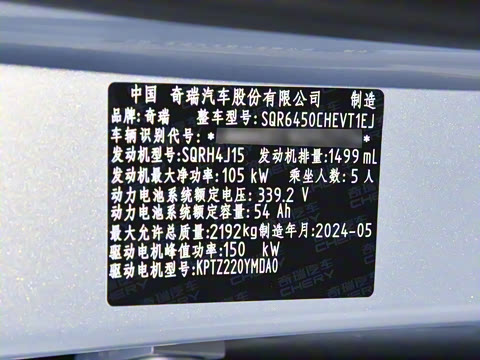 中国 奇瑞汽车股份有限公司 制造
品牌:奇瑞 整车型号:SQR6450CHEVT1EJ
车辆识别代号:* *
发动机型号:SQRH4J15 发动机排量:1499 mL
发动机最大净功率:105 kW 乘坐人数:5 人
动力电池系统额定电压:339.2 V
动力电池系统额定容量:54 Ah
最大允许总质量:2192kg 制造年月:2024-05
驱动电机峰值功率:150 kW
驱动电机型号:KPTZ220YMDA0